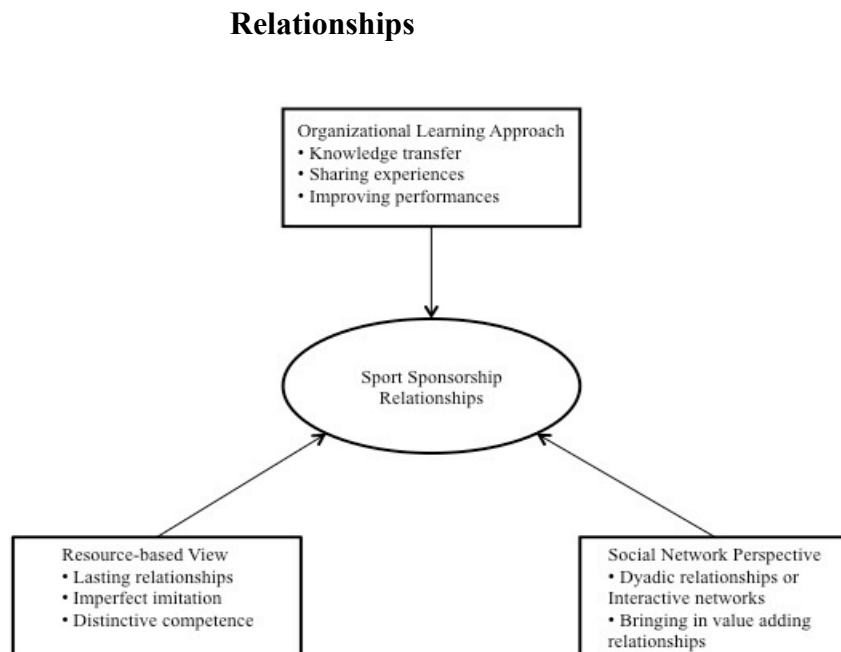 Relationships
Organizational Learning Approach
• Knowledge transfer
• Sharing experiences
• Improving performances
Sport Sponsorship
Relationships
Resource-based View
• Lasting relationships
• Imperfect imitation
• Distinctive competence
Social Network Perspective
• Dyadic relationships or
Interactive networks
• Bringing in value adding
relationships